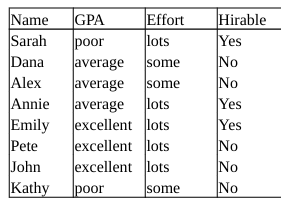 Name GPA Effort Hirable
Sarah poor lots Yes
Dana average some No
Alex average some No
Annie average lots Yes
Emily excellent lots Yes
Pete excellent lots No
John excellent lots No
Kathy poor some No